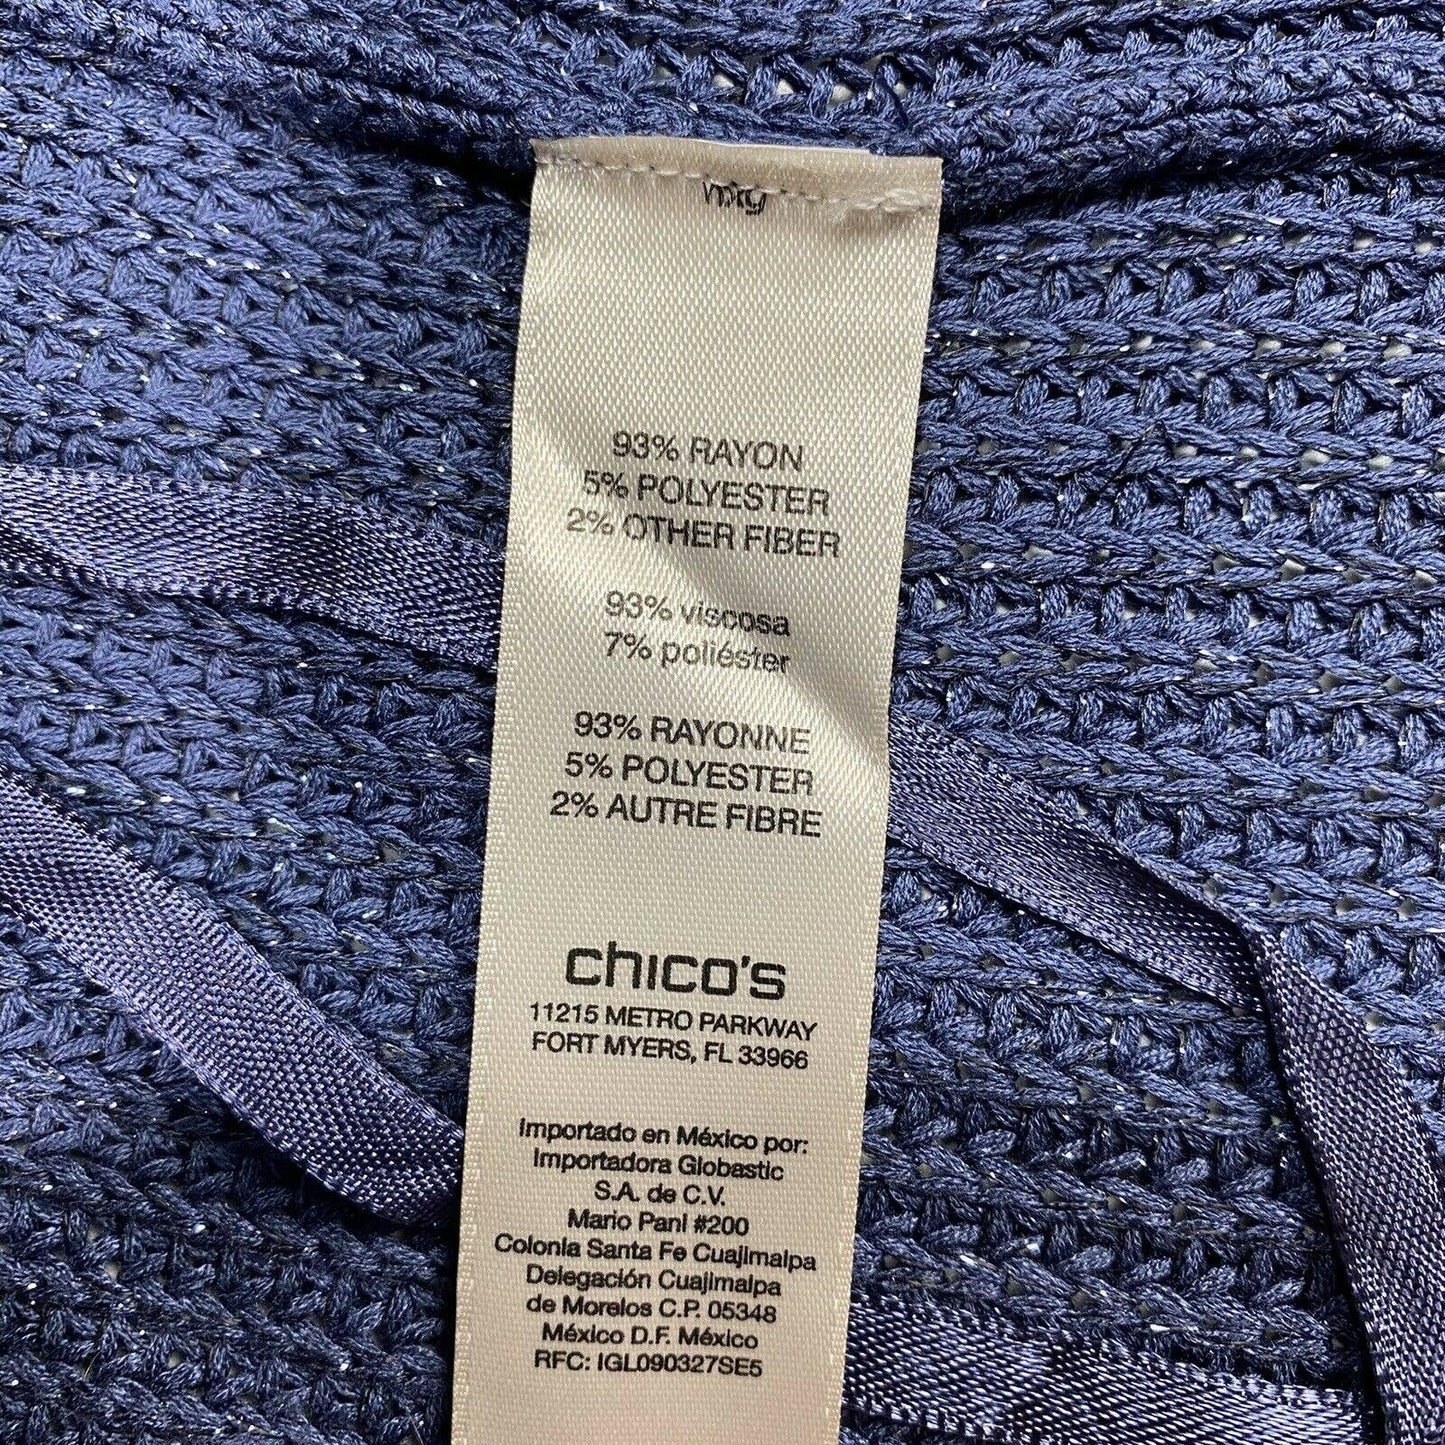 93% RAYON
5% POLYESTER
2% OTHER FIBER
93% viscosa
7% poliéster
93% RAYONNE
5% POLYESTER
2% AUTRE FIBRE
chico's
11215 METRO PARKWAY
FORT MYERS, FL 33966
Importado en México por:
Importadora Globastic
S.A. de C.V.
Mario Pani #200
Colonia Santa Fe Cuajimalpa
Delegación Cuajimalpa
de Morelos C.P. 05348
México D.F. México
RFC: IGL090327SE5